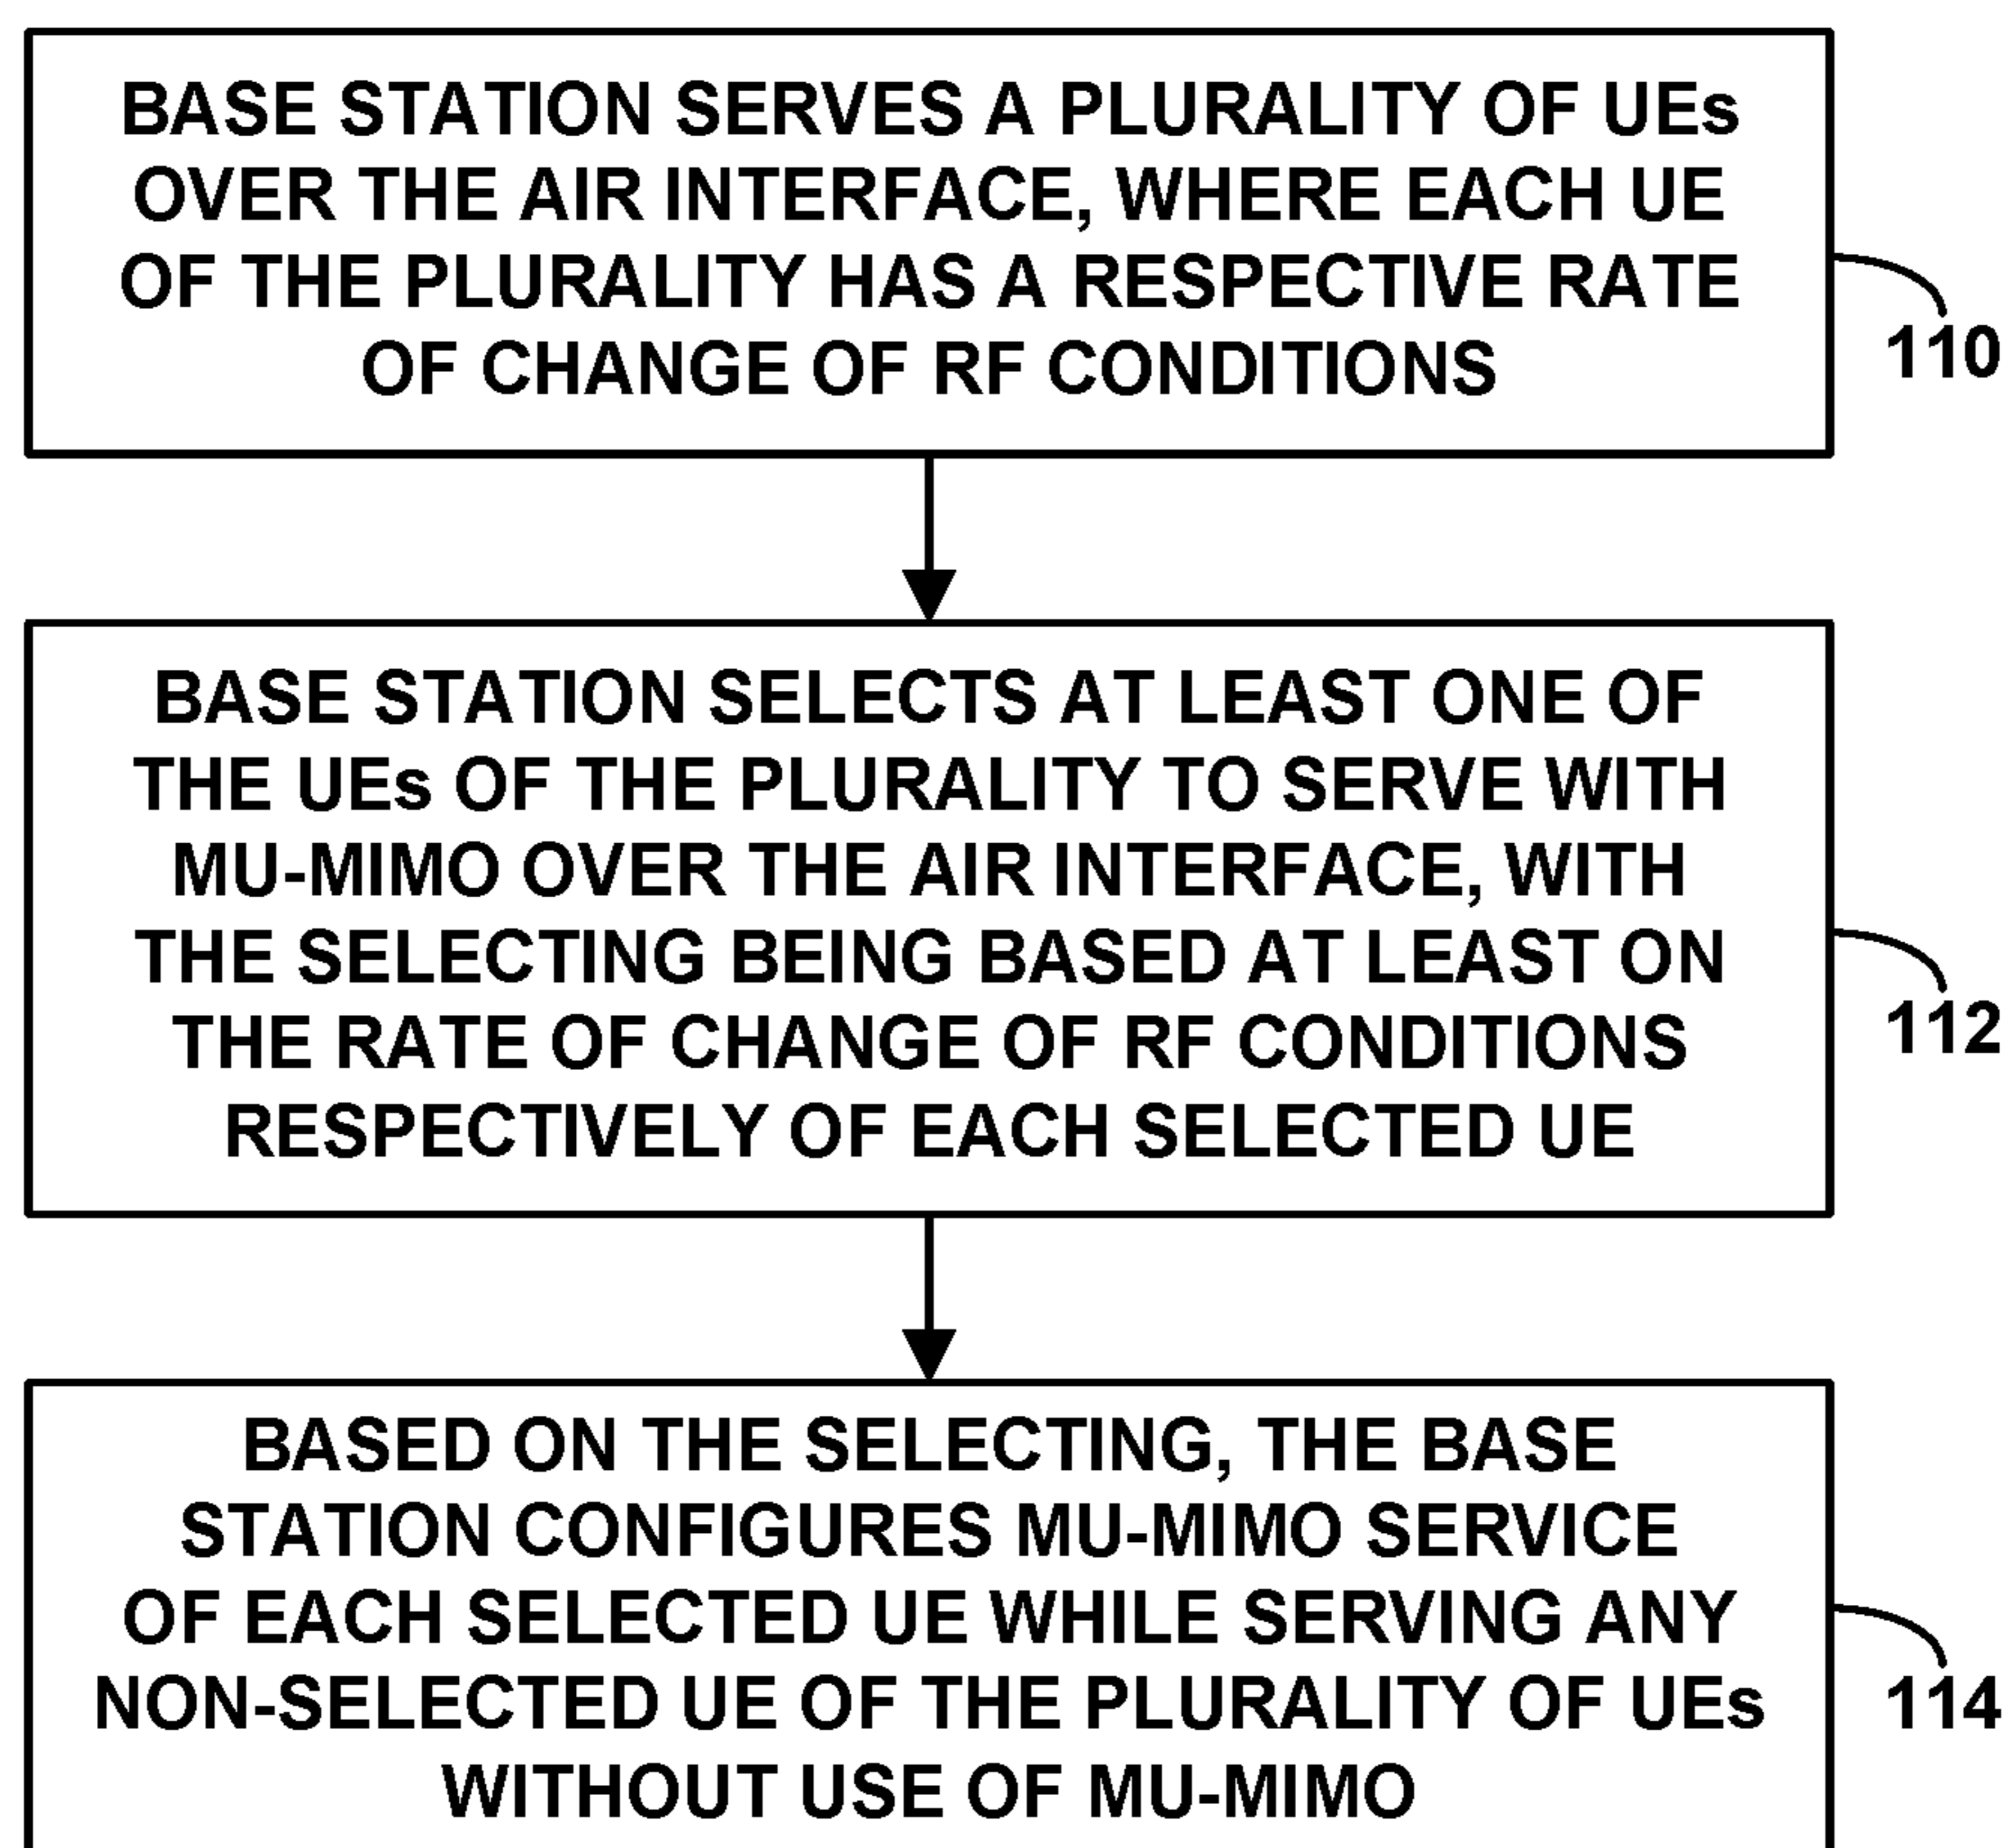 BASE STATION SERVES A PLURALITY OF UEs
OVER THE AIR INTERFACE, WHERE EACH UE
OF THE PLURALITY HAS A RESPECTIVE RATE
OF CHANGE OF RF CONDITIONS
110
BASE STATION SELECTS AT LEAST ONE OF
THE UEs OF THE PLURALITY TO SERVE WITH
MU-MIMO OVER THE AIR INTERFACE, WITH
THE SELECTING BEING BASED AT LEAST ON
THE RATE OF CHANGE OF RF CONDITIONS
RESPECTIVELY OF EACH SELECTED UE
112
BASED ON THE SELECTING, THE BASE
STATION CONFIGURES MU-MIMO SERVICE
OF EACH SELECTED UE WHILE SERVING ANY
NON-SELECTED UE OF THE PLURALITY OF UEs
WITHOUT USE OF MU-MIMO
114